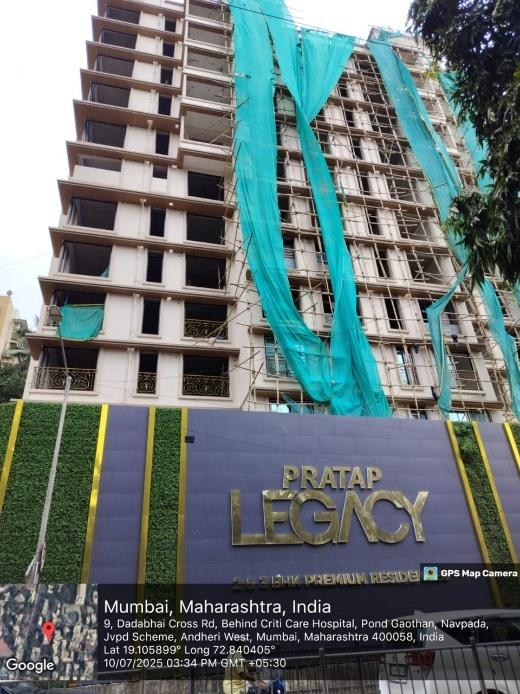 PRATAP
LEGACY
2 & 3 BHK PREMIUM RESIDE
GPS Map Camera
Mumbai, Maharashtra, India
9, Dadabhai Cross Rd, Behind Criti Care Hospital, Pond Gaothan, Navpada,
Jvpd Scheme, Andheri West, Mumbai, Maharashtra 400058, India
Lat 19.105899° Long 72.840405°
10/07/2025 03:34 PM GMT +05:30
Google